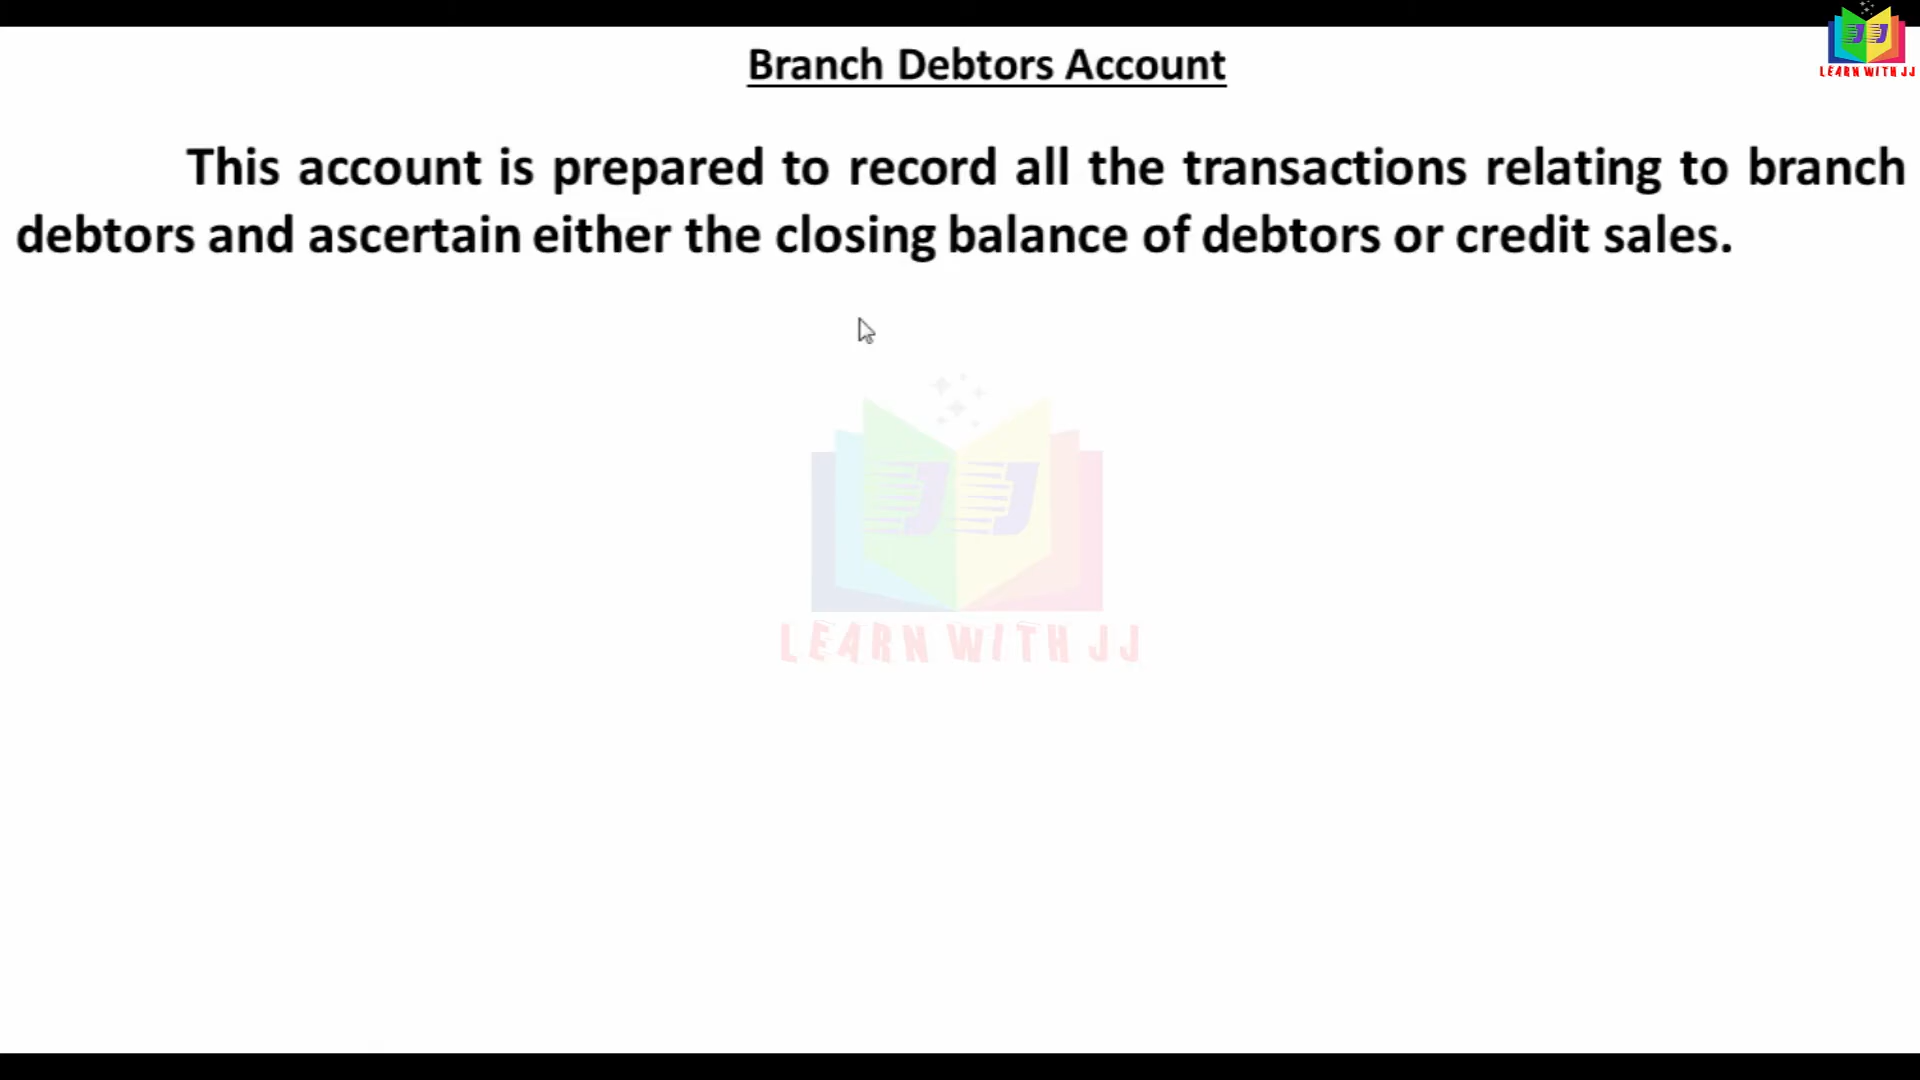 Branch Debtors Account
LEARN WITH JJ
This account is prepared to record all the transactions relating to branch
debtors and ascertain either the closing balance of debtors or credit sales.
JJ
LEARN WITH JJ